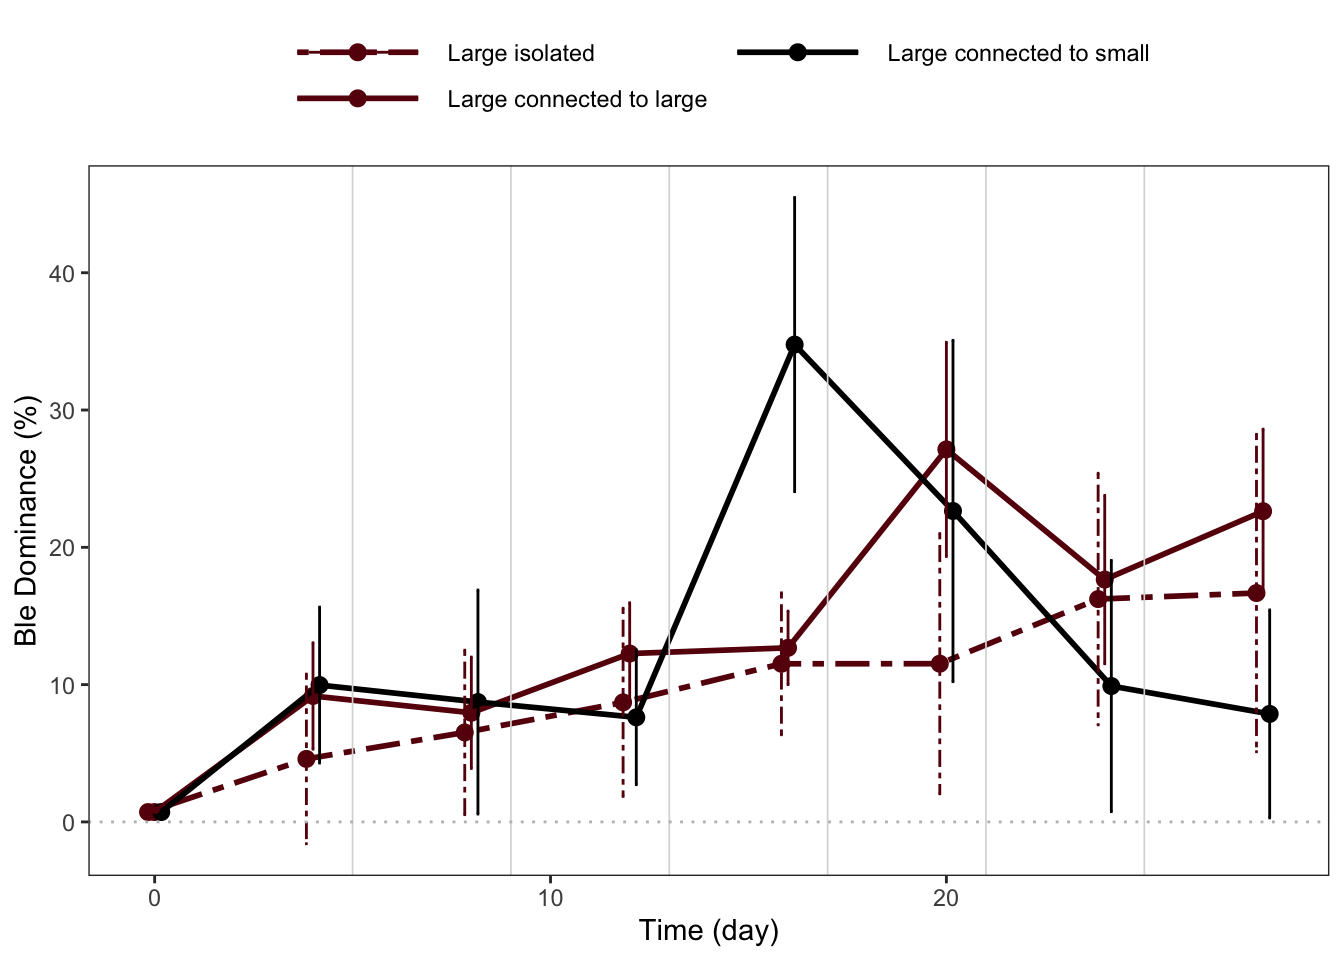 Large isolated
Large connected to small
Large connected to large
Ble Dominance (%)
40
30
20
10
0
0
10
20
Time (day)